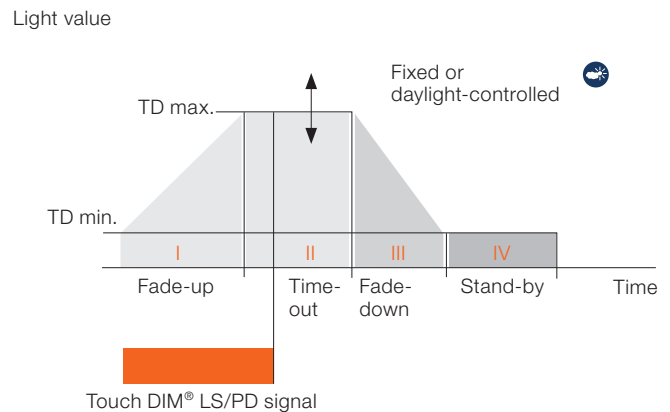 Light value
Fixed or
daylight-controlled
TD max.
TD min.
I
II
III
IV
Fade-up
Time-
out
Fade-
down
Stand-by
Time
Touch DIM® LS/PD signal